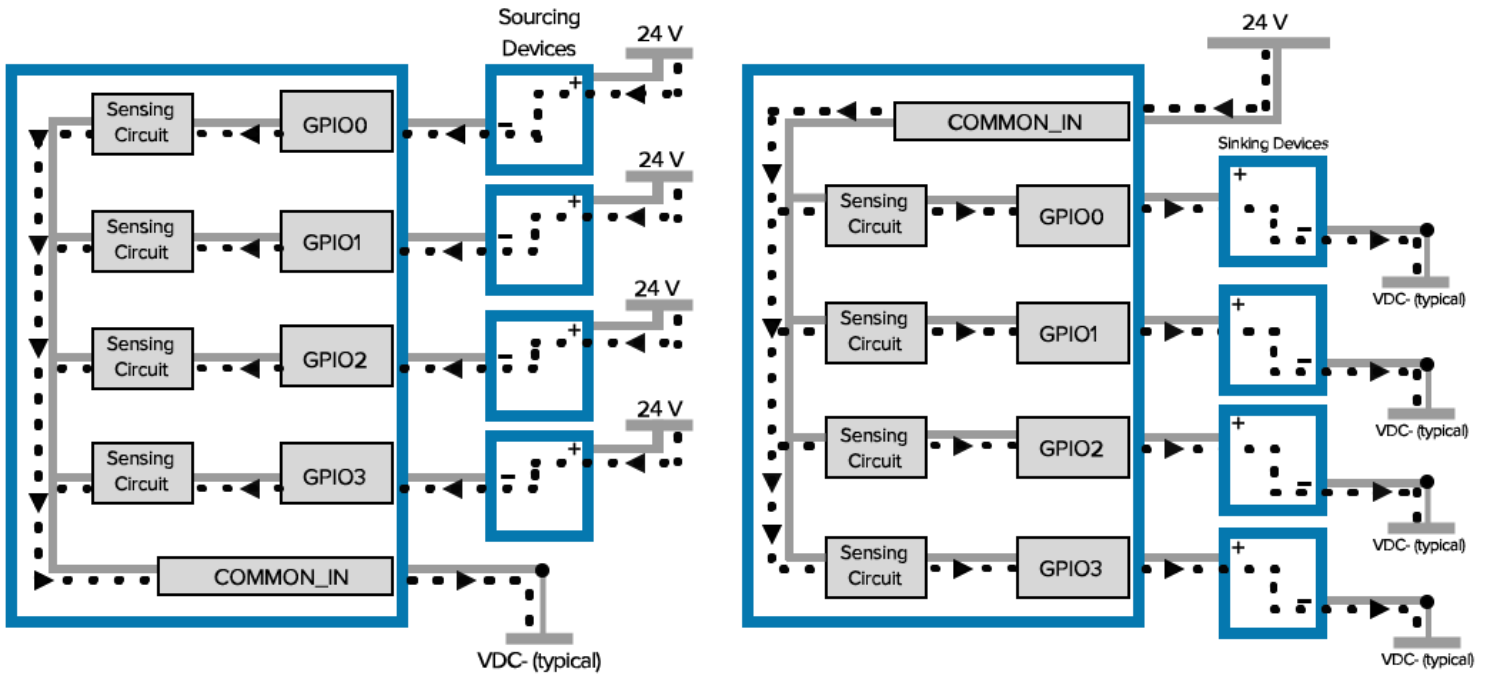 Sourcing
Devices
24 V
+
-
Sensing
Circuit
GPIO0
24 V
+
-
Sensing
Circuit
GPIO1
24 V
+
-
Sensing
Circuit
GPIO2
24 V
+
-
Sensing
Circuit
GPIO3
COMMON_IN
VDC- (typical)
24 V
COMMON_IN
Sinking Devices
+
-
Sensing
Circuit
GPIO0
VDC- (typical)
+
-
Sensing
Circuit
GPIO1
VDC- (typical)
+
-
Sensing
Circuit
GPIO2
VDC- (typical)
+
-
Sensing
Circuit
GPIO3
VDC- (typical)